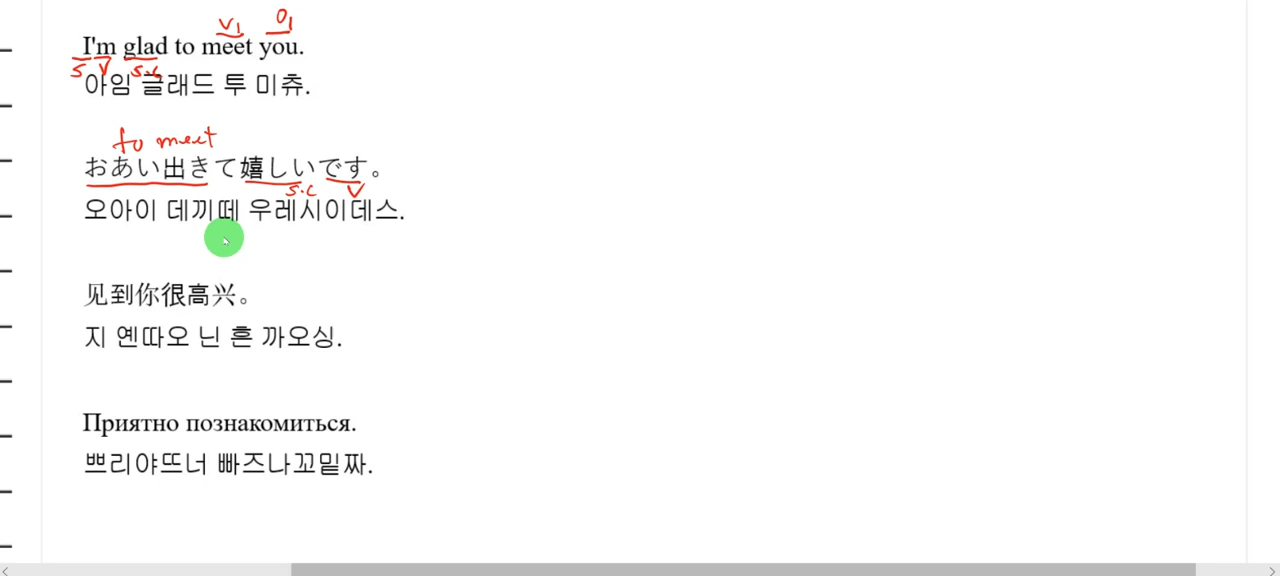 V₁ O₁
I'm glad to meet you.
S V S.C
아임 글래드 투 미츄.
to meet
おあい出きて嬉しいです。
S.C V
오아이 데끼떼 우레시이데스.
见到你很高兴。
지 옌따오 닌 흔 까오싱.
Приятно познакомиться.
쁘리야뜨너 빠즈나꼬밑짜.